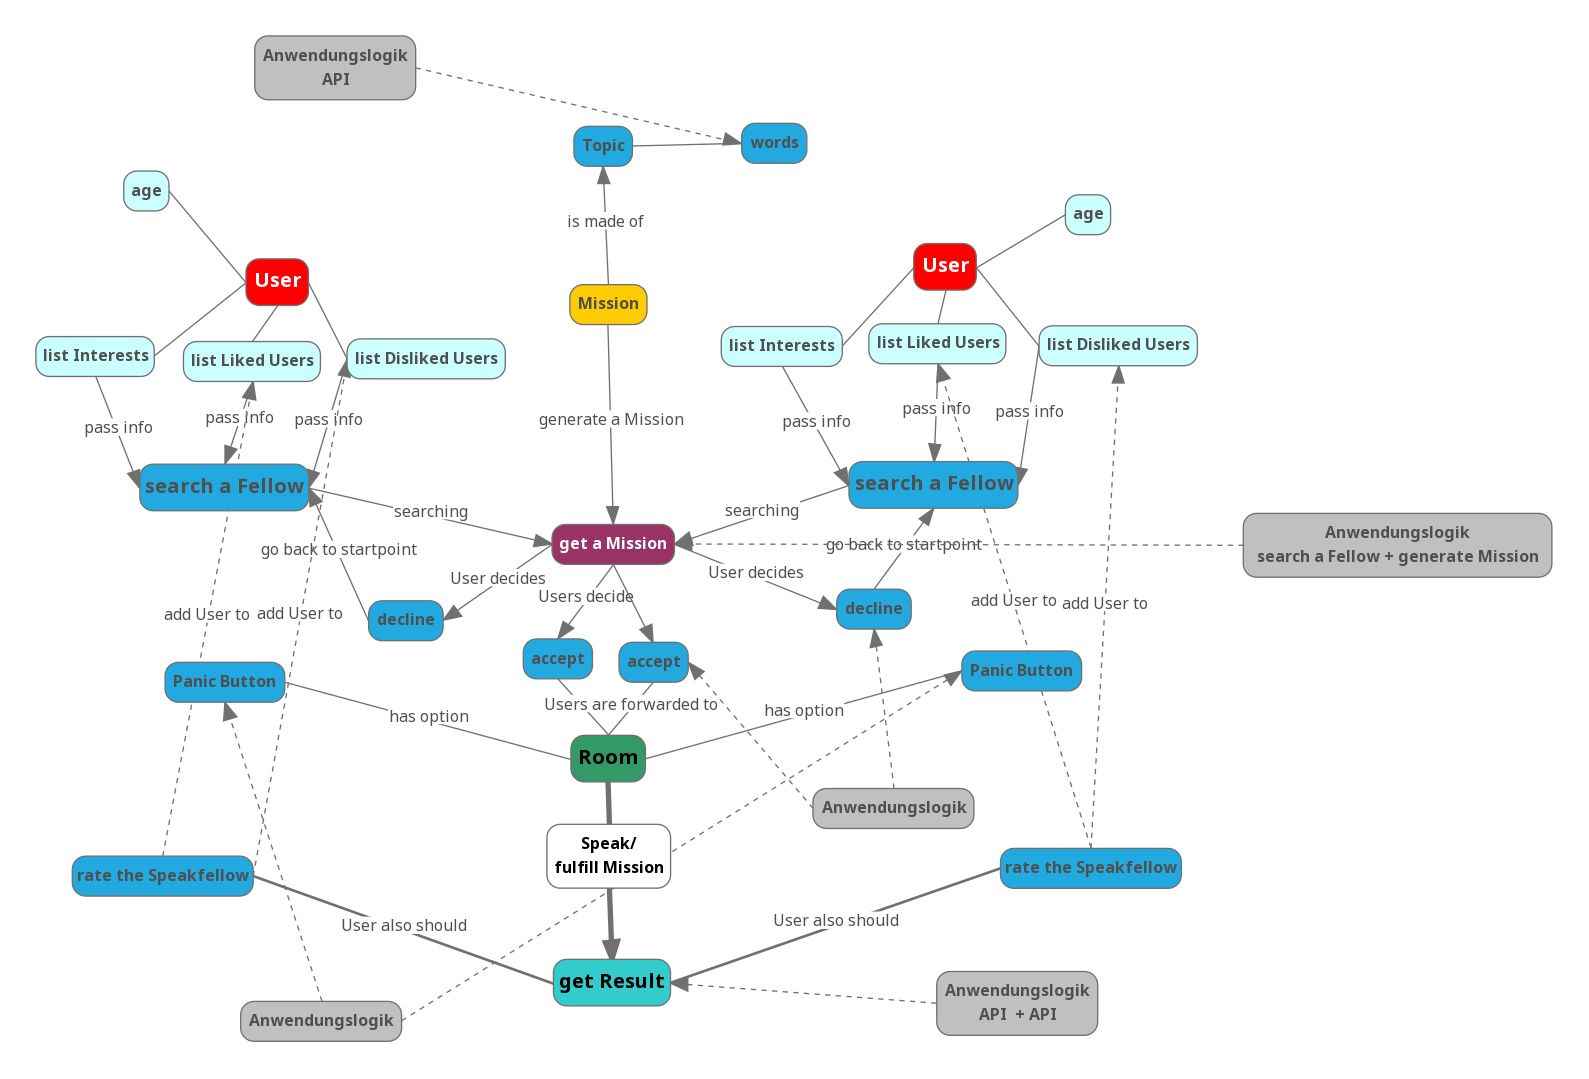 Anwendungslogik
API
Topic
words
age
age
is made of
User
User
Mission
list Interests
list Liked Users
list Disliked Users
list Interests
list Liked Users
list Disliked Users
pass info
pass info
pass info
generate a Mission
pass info
pass info
pass info
search a Fellow
search a Fellow
searching
searching
get a Mission
Anwendungslogik
search a Fellow + generate Mission
go back to startpoint
go back to startpoint
User decides
Users decide
User decides
add User to
add User to
decline
decline
add User to
add User to
accept
accept
Panic Button
Panic Button
has option
Users are forwarded to
has option
Room
Anwendungslogik
Speak/
fulfill Mission
rate the Speakfellow
rate the Speakfellow
User also should
User also should
get Result
Anwendungslogik
API + API
Anwendungslogik